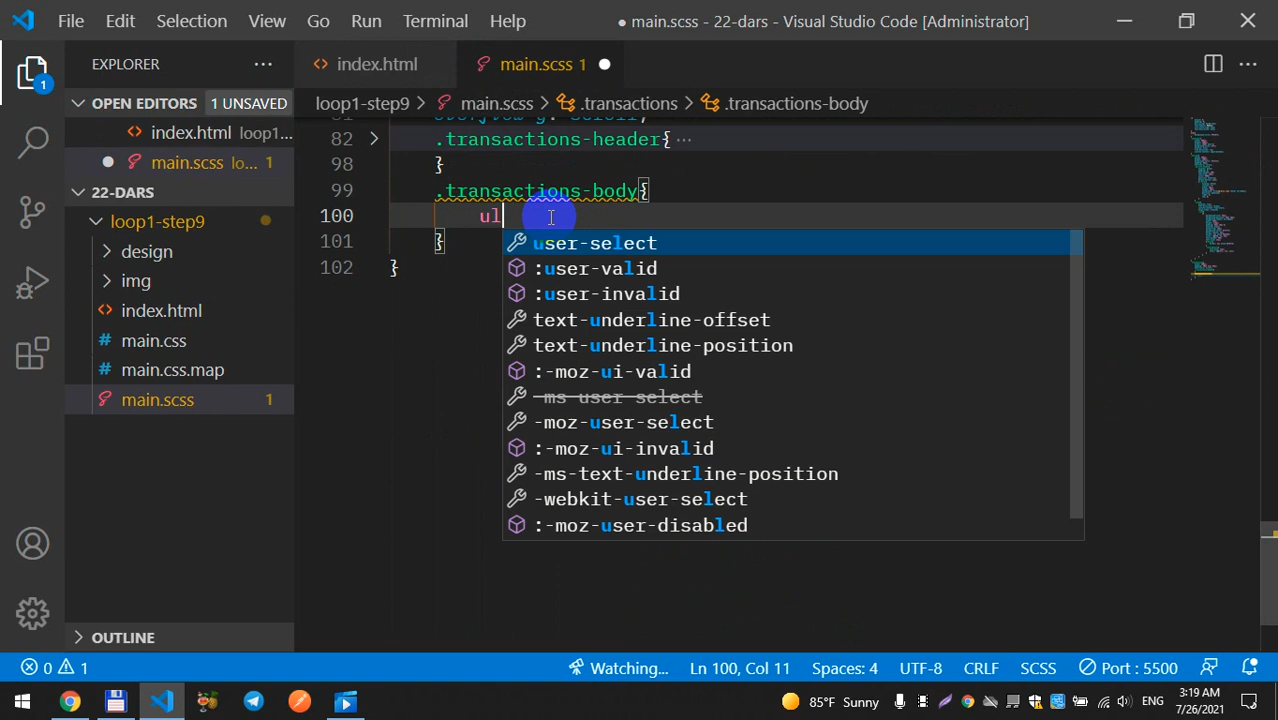 File Edit Selection View Go Run Terminal Help ● main.scss - 22-dars - Visual Studio Code [Administrator]
EXPLORER ··· index.html main.scss 1 ●
OPEN EDITORS 1 UNSAVED
index.html loop1...
● main.scss lo... 1
22-DARS
loop1-step9
design
img
index.html
main.css
main.css.map
main.scss 1
OUTLINE
loop1-step9 > main.scss > .transactions > .transactions-body
82 .transactions-header{ ···
98 }
99 .transactions-body{
100 ul
101 }
102 }
user-select
:user-valid
:user-invalid
text-underline-offset
text-underline-position
:-moz-ui-valid
-ms-user-select
-moz-user-select
:-moz-ui-invalid
-ms-text-underline-position
-webkit-user-select
:-moz-user-disabled
0 1 Watching... Ln 100, Col 11 Spaces: 4 UTF-8 CRLF SCSS Port : 5500
85°F Sunny ENG 3:19 AM
7/26/2021